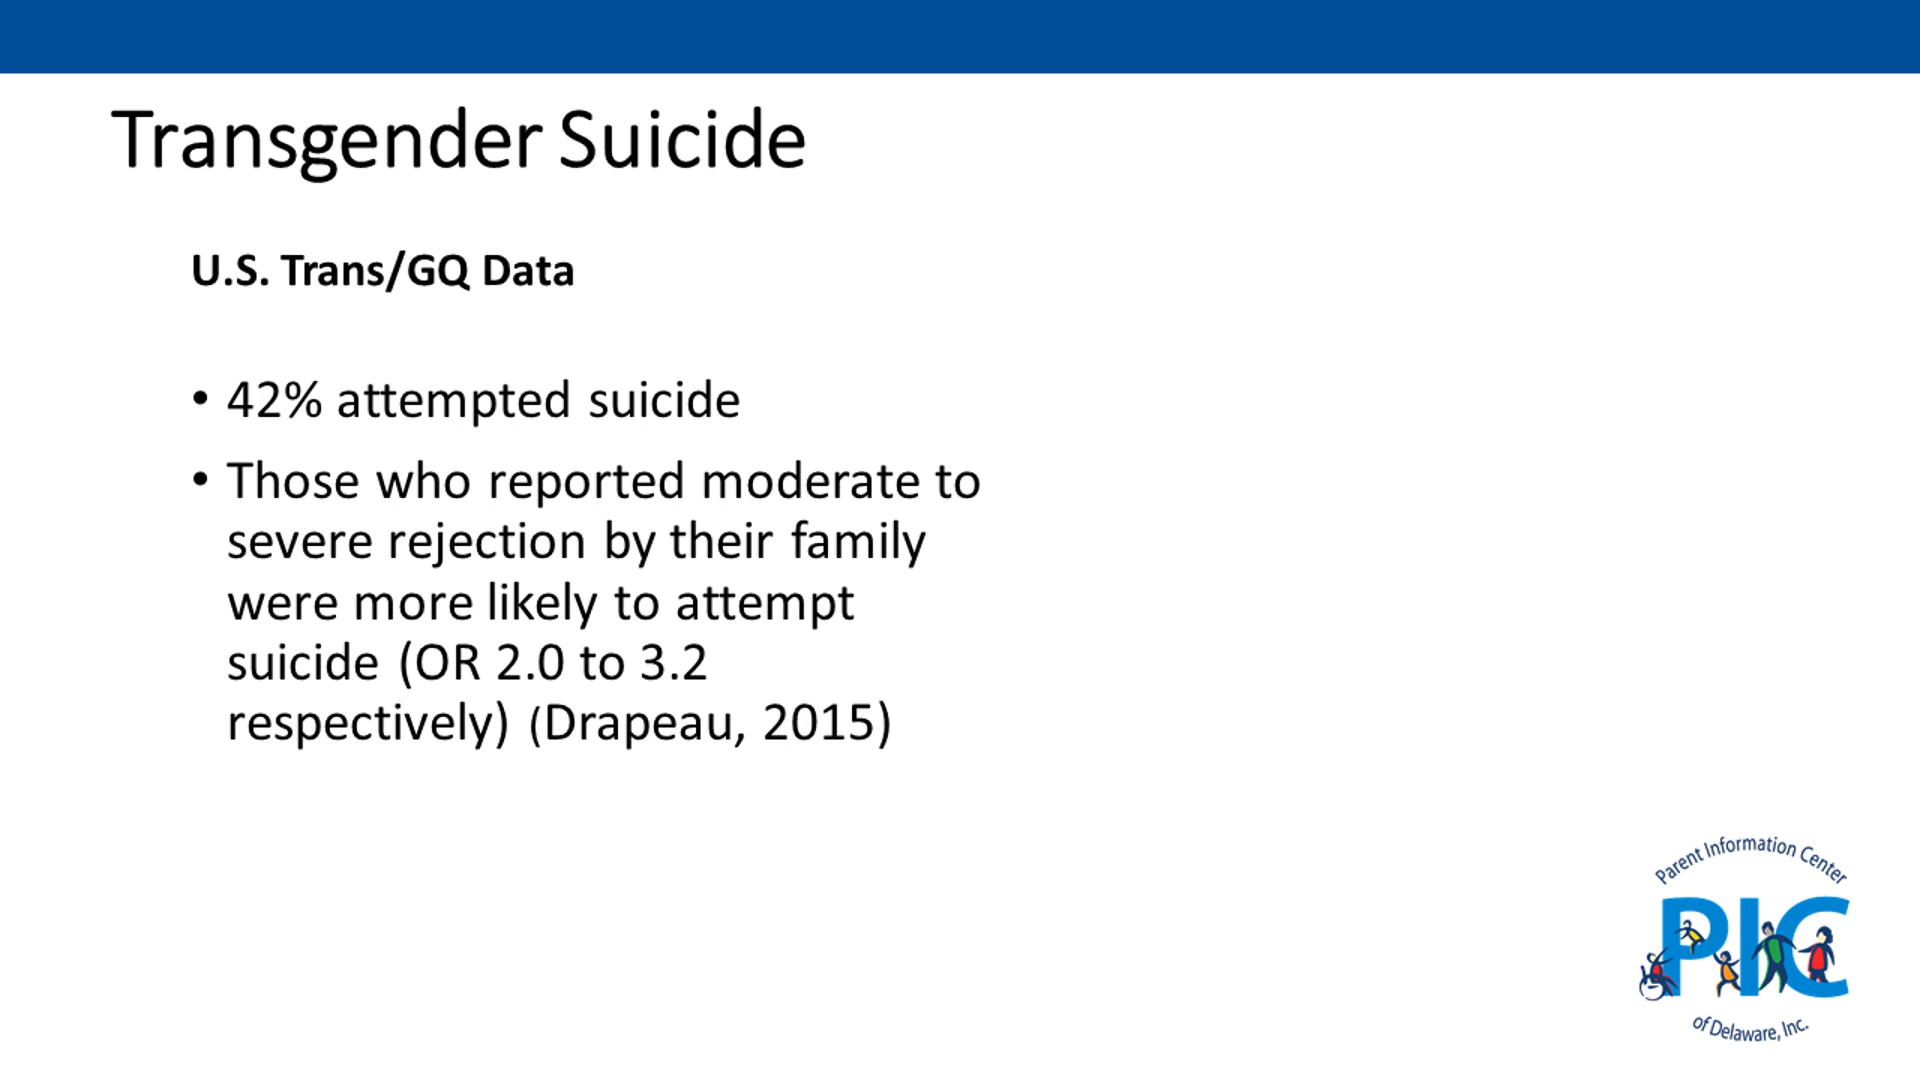 Transgender Suicide
U.S. Trans/GQ Data
• 42% attempted suicide
• Those who reported moderate to
severe rejection by their family
were more likely to attempt
suicide (OR 2.0 to 3.2
respectively) (Drapeau, 2015)
Parent Information Center
PIC
of Delaware, Inc.